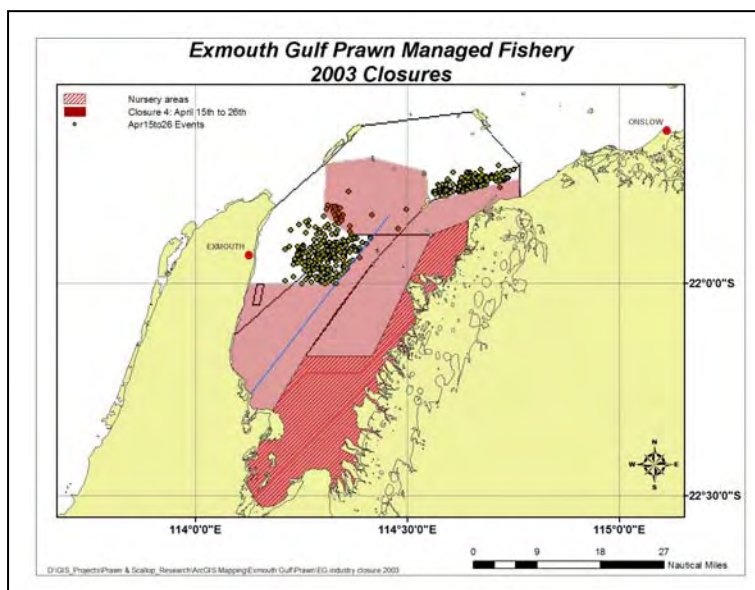 Exmouth Gulf Prawn Managed Fishery
2003 Closures
Nursery areas
Closure 4: April 15th to 26th
Apr15to26 Events
ONSLOW
EXMOUTH
22°0'0"S
N
W E
S
22°30'0"S
114°0'0"E 114°30'0"E 115°0'0"E
0 9 18 27
Nautical Miles
D:\GIS_Projects\Prawn & Scallop_Research\ArcGIS Mapping\Exmouth Gulf\Prawn\EG industry closure 2003